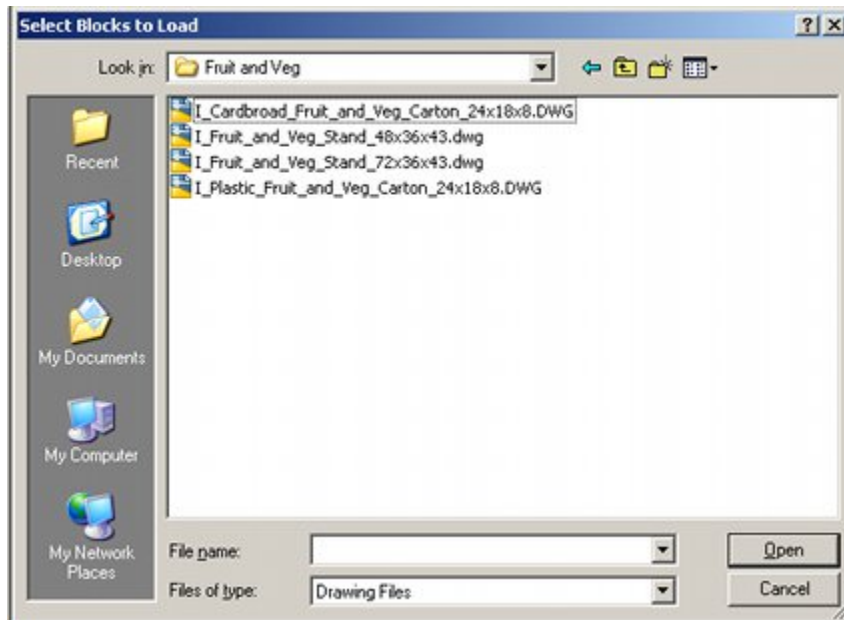 Select Blocks to Load
Look in: Fruit and Veg
I_Cardbroad_Fruit_and_Veg_Carton_24x18x8.DWG
I_Fruit_and_Veg_Stand_48x36x43.dwg
I_Fruit_and_Veg_Stand_72x36x43.dwg
I_Plastic_Fruit_and_Veg_Carton_24x18x8.DWG
Recent
Desktop
My Documents
My Computer
My Network
Places
File name:
Open
Files of type: Drawing Files
Cancel